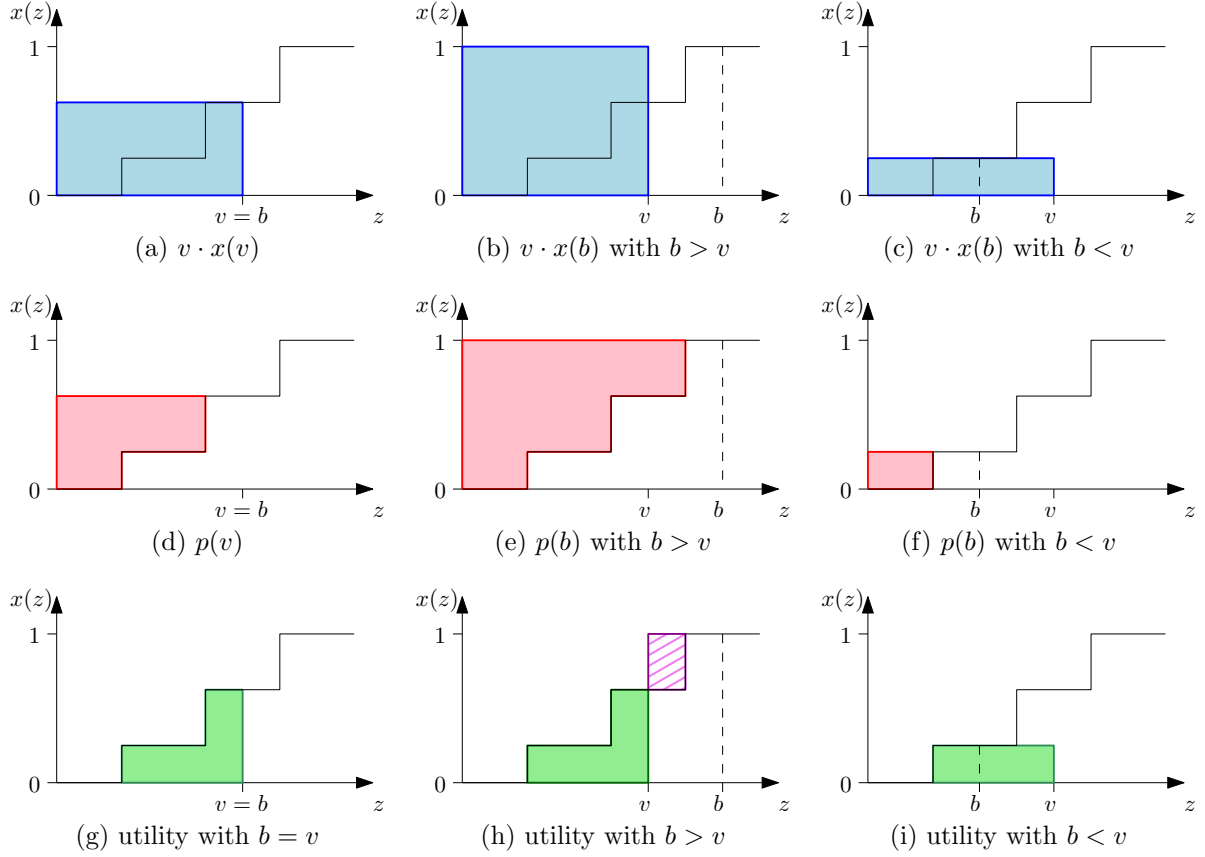 x(z) x(z) x(z)
1 1 1
0 0 0
v = b z v b z b v z
(a) v · x(v) (b) v · x(b) with b > v (c) v · x(b) with b < v
x(z) x(z) x(z)
1 1 1
0 0 0
v = b z v b z b v z
(d) p(v) (e) p(b) with b > v (f) p(b) with b < v
x(z) x(z) x(z)
1 1 1
0 0 0
v = b z v b z b v z
(g) utility with b = v (h) utility with b > v (i) utility with b < v